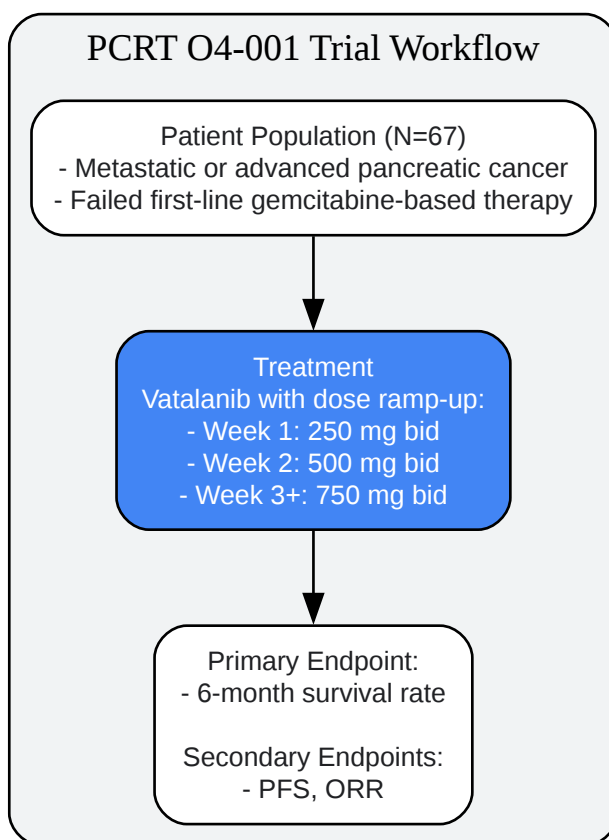 PCRT O4-001 Trial Workflow
Patient Population (N=67)
- Metastatic or advanced pancreatic cancer
- Failed first-line gemcitabine-based therapy
Treatment
Vatalanib with dose ramp-up:
- Week 1: 250 mg bid
- Week 2: 500 mg bid
- Week 3+: 750 mg bid
Primary Endpoint:
- 6-month survival rate
Secondary Endpoints:
- PFS, ORR